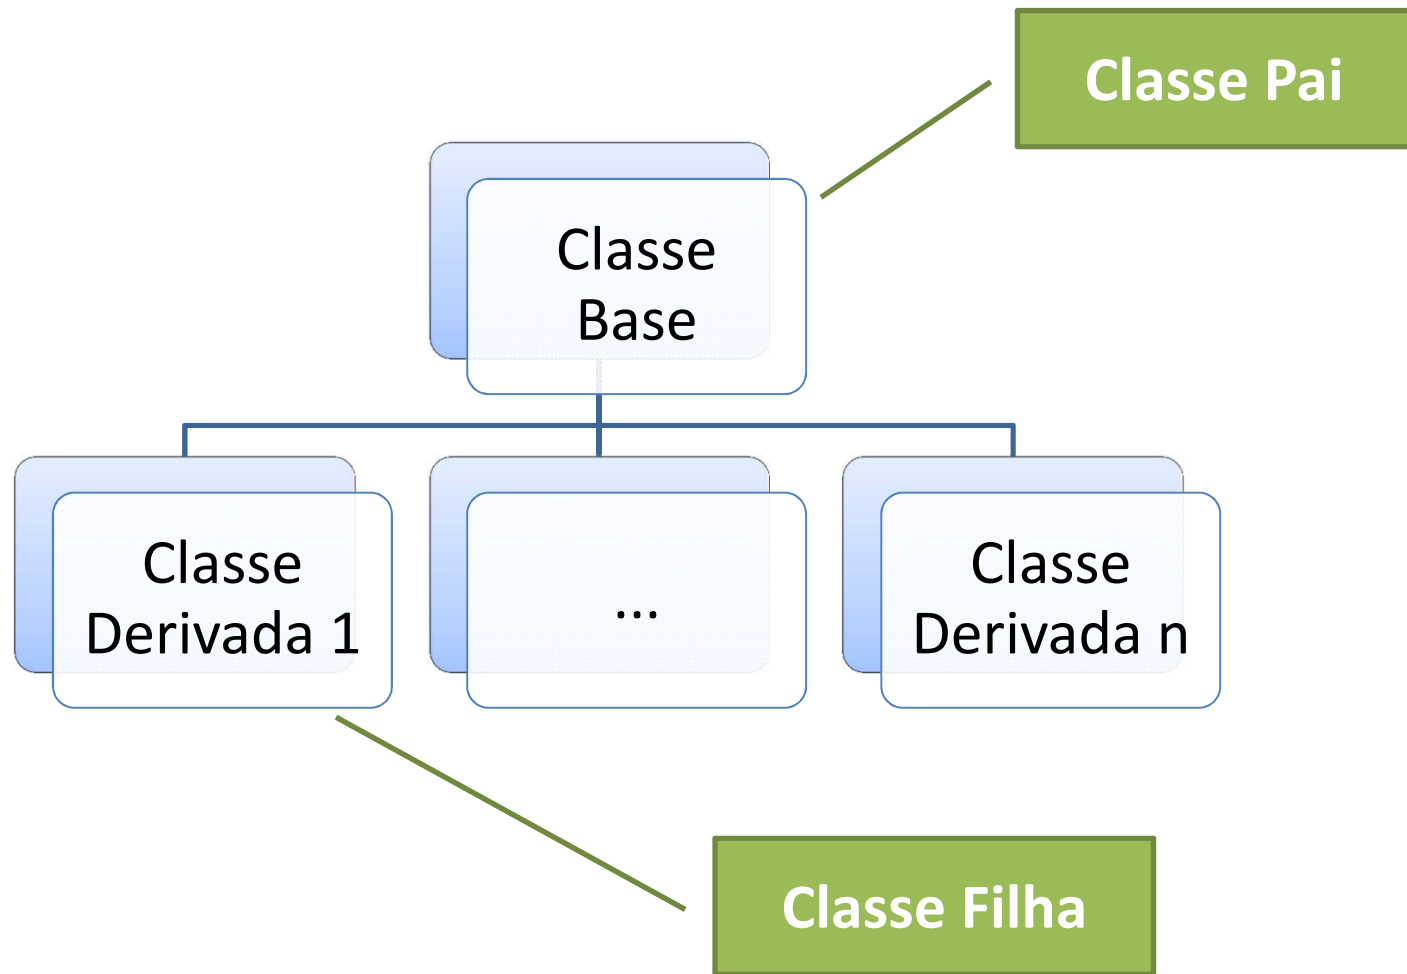 Classe Pai
Classe
Base
Classe
Derivada 1
...
Classe
Derivada n
Classe Filha